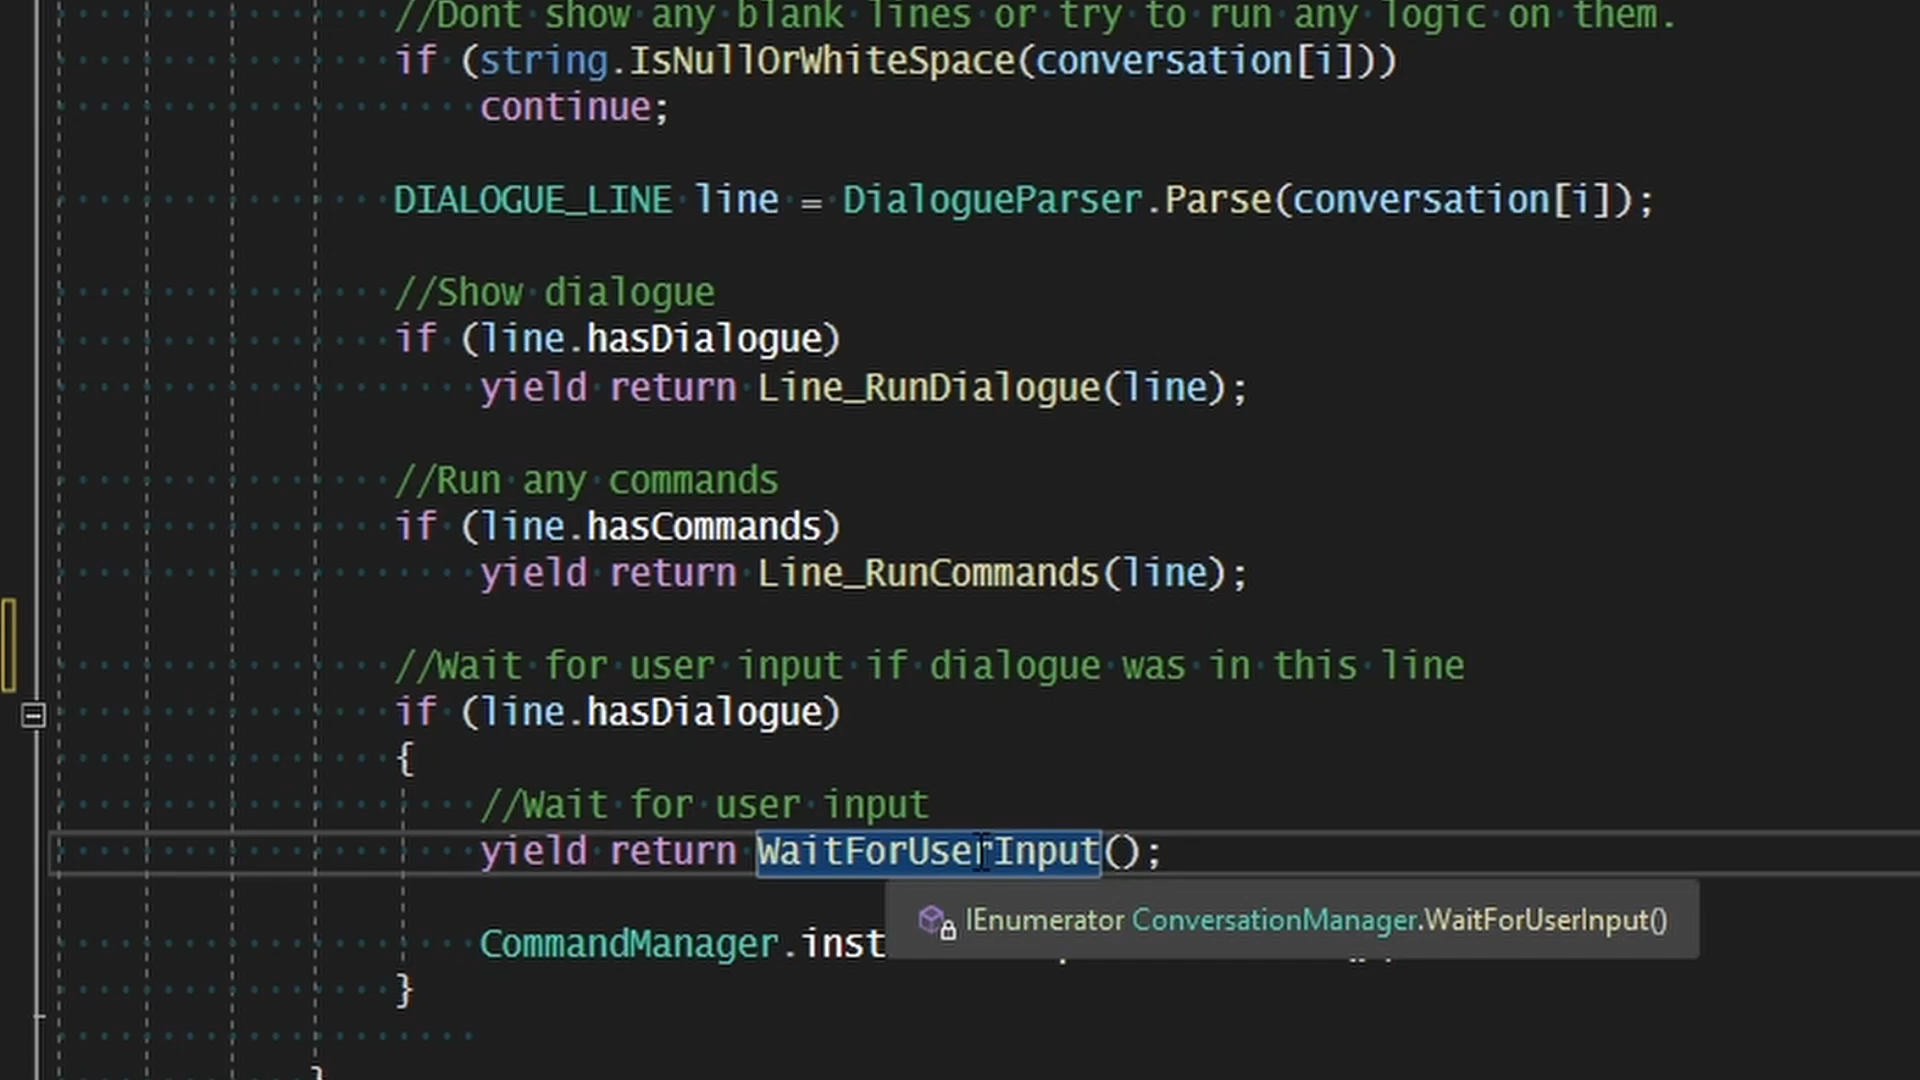 //Dont show any blank lines or try to run any logic on them.
if (string.IsNullOrWhiteSpace(conversation[i]))
continue;
DIALOGUE_LINE line = DialogueParser.Parse(conversation[i]);
//Show dialogue
if (line.hasDialogue)
yield return Line_RunDialogue(line);
//Run any commands
if (line.hasCommands)
yield return Line_RunCommands(line);
//Wait for user input if dialogue was in this line
if (line.hasDialogue)
{
//Wait for user input
yield return WaitForUserInput();
IEnumerator ConversationManager.WaitForUserInput()
CommandManager.inst
}
}